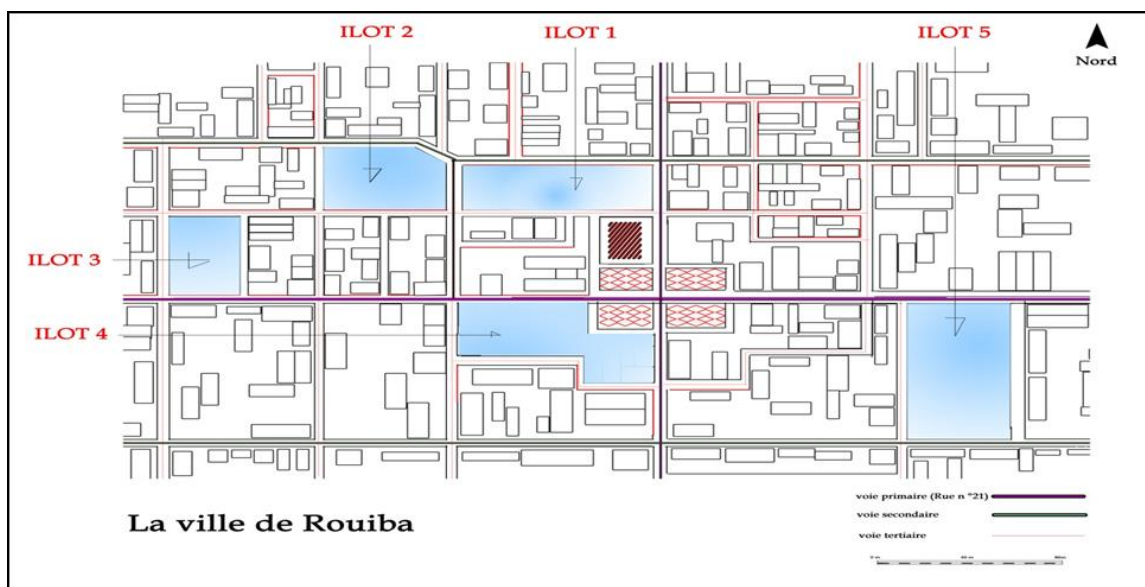 ILOT 2
ILOT 1
ILOT 5
Nord
ILOT 3
ILOT 4
La ville de Rouiba
voie primaire (Rue n °21)
voie secondaire
voie tertiaire
0 m